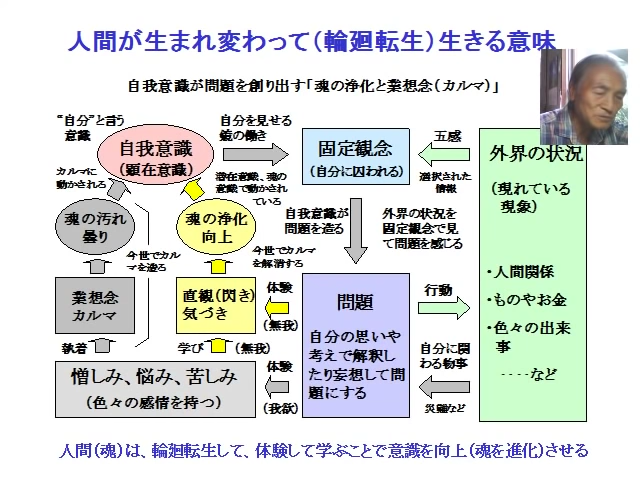 人間が生まれ変わって（輪廻転生）生きる意味
自我意識が問題を創り出す「魂の浄化と業想念（カルマ）」
“自分”と言う
意識
自我意識
（顕在意識）
自分を見せる
鏡の働き
潜在意識、魂の
意識で動かされ
ている
固定観念
（自分に囚われる）
五感
選択された
情報
外界の状況
（現れている
現象）
・人間関係
・ものやお金
・色々の出来
事
‐‐‐‐など
カルマに
動かされる
魂の汚れ
曇り
魂の浄化
向上
今世でカル
マを造る
今世でカルマ
を解消する
自我意識が
問題を造る
外界の状況を
固定観念で見
て問題を感じる
業想念
カルマ
直観（閃き）
気づき
体験
（無我）
問題
自分の思いや
考えで解釈し
たり妄想して問
題にする
行動
自分に関
わる物事
災難など
執着
学び
（無我）
憎しみ、悩み、苦しみ
（色々の感情を持つ）
体験
（我欲）
人間（魂）は、輪廻転生して、体験して学ぶことで意識を向上（魂を進化）させる